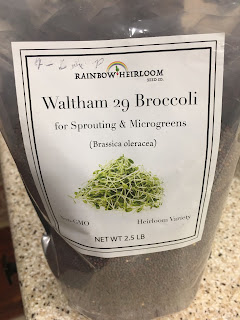 RAINBOW HEIRLOOM
SEED CO.
Waltham 29 Broccoli
for Sprouting & Microgreens
(Brassica oleracea)
Non-GMO
Heirloom Variety
NET WT 2.5 LB